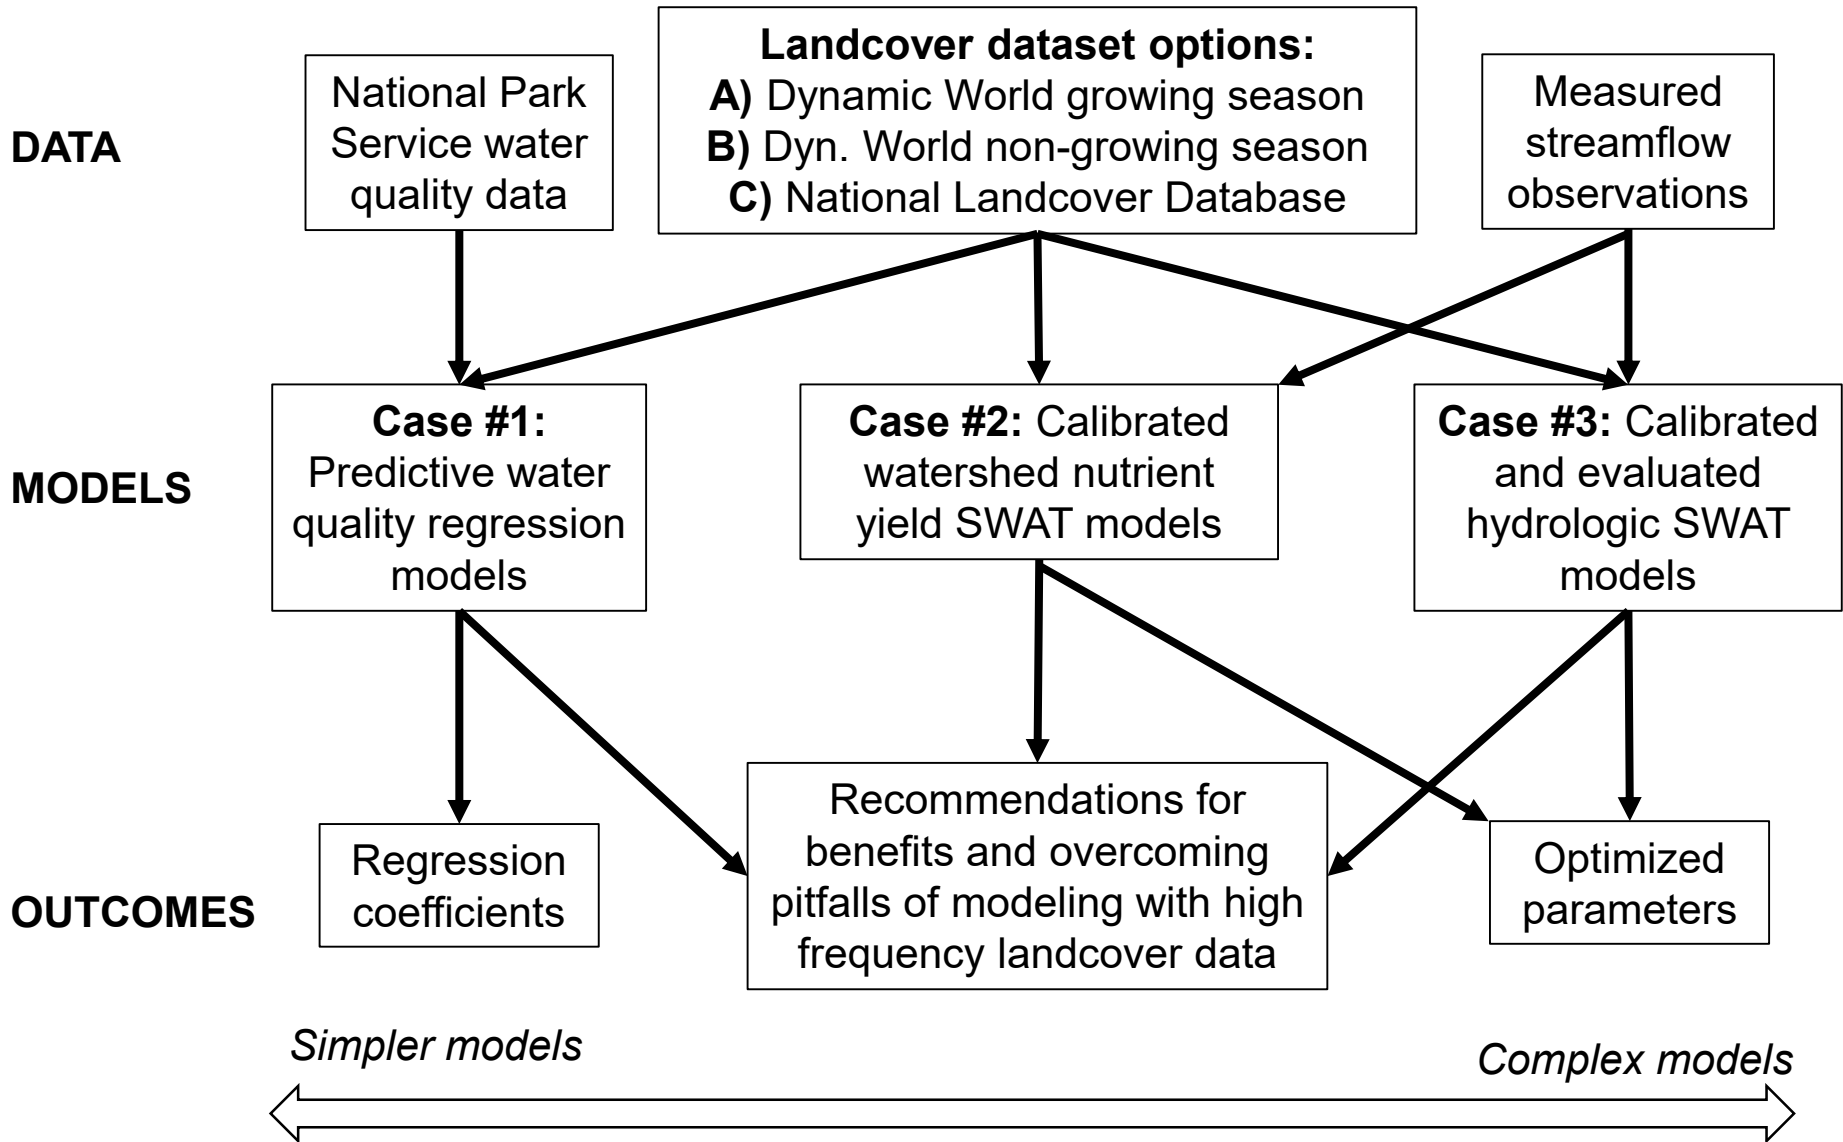 DATA
National Park
Service water
quality data
Landcover dataset options:
A) Dynamic World growing season
B) Dyn. World non-growing season
C) National Landcover Database
Measured
streamflow
observations
MODELS
Case #1:
Predictive water
quality regression
models
Case #2: Calibrated
watershed nutrient
yield SWAT models
Case #3: Calibrated
and evaluated
hydrologic SWAT
models
OUTCOMES
Regression
coefficients
Recommendations for
benefits and overcoming
pitfalls of modeling with high
frequency landcover data
Optimized
parameters
Simpler models
Complex models